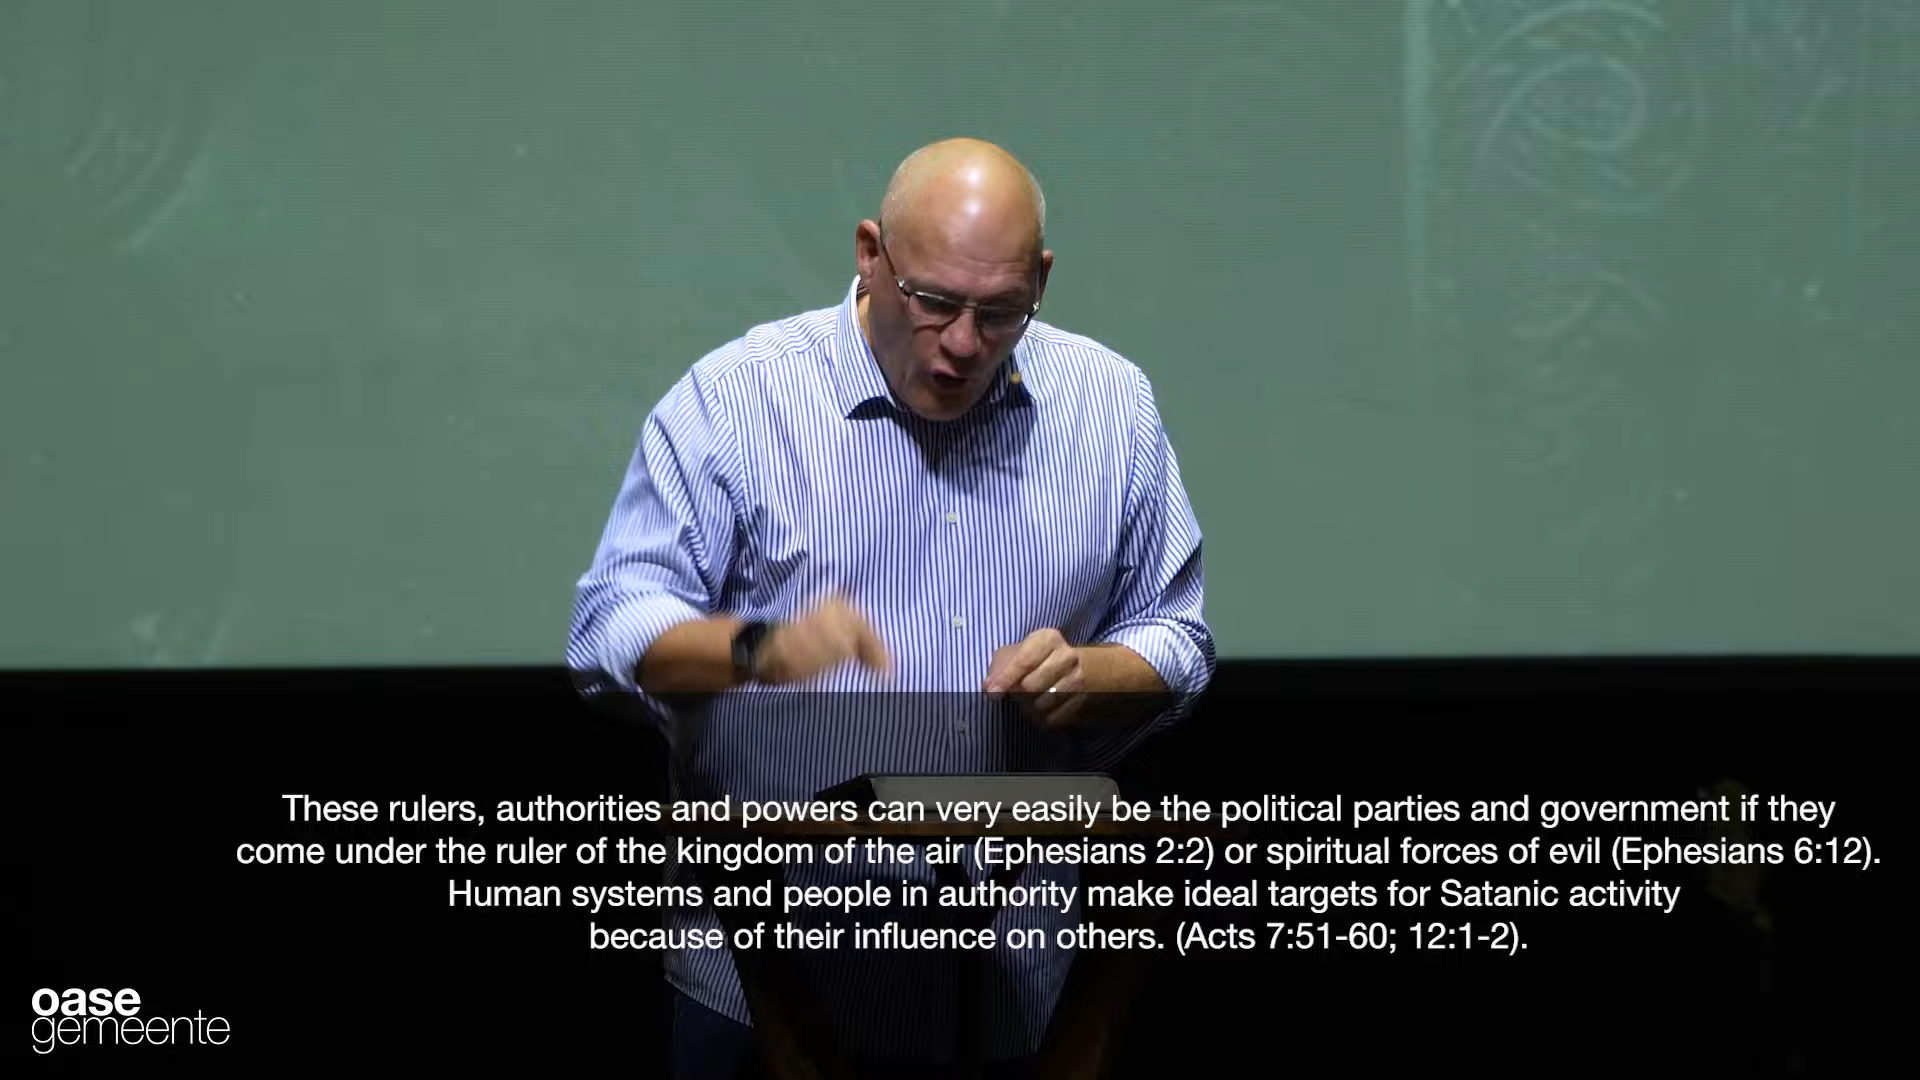 These rulers, authorities and powers can very easily be the political parties and government if they
come under the ruler of the kingdom of the air (Ephesians 2:2) or spiritual forces of evil (Ephesians 6:12).
Human systems and people in authority make ideal targets for Satanic activity
because of their influence on others. (Acts 7:51-60; 12:1-2).
oase
gemeente